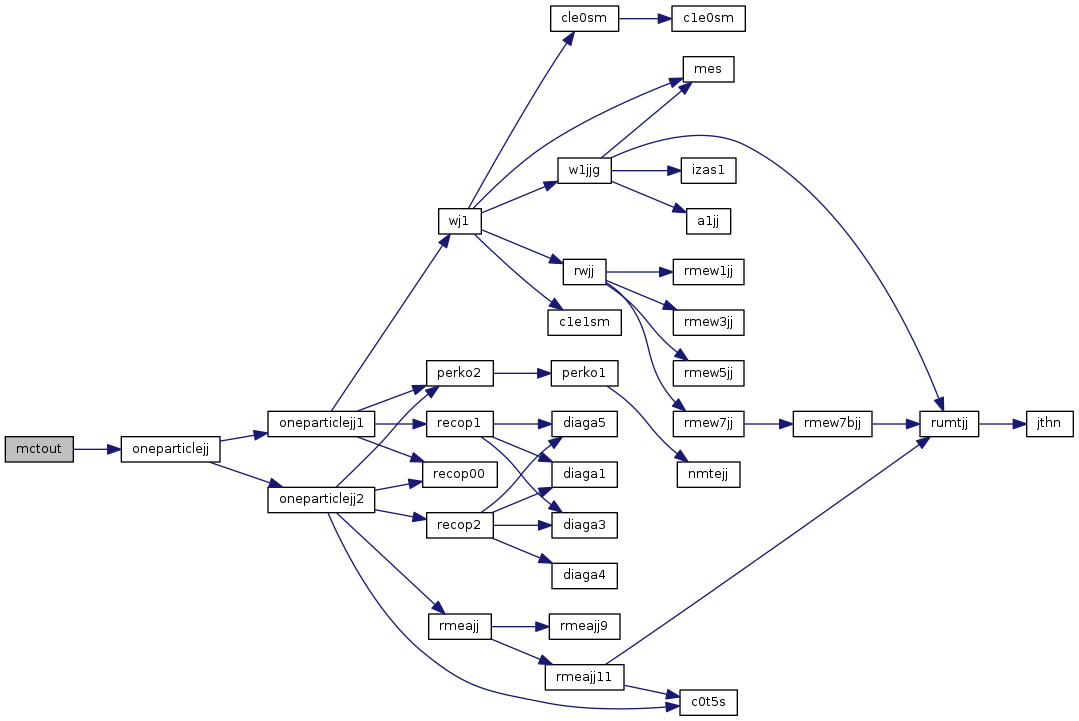 mctout
oneparticlejj
oneparticlejj1
oneparticlejj2
wj1
perko2
recop1
recop00
recop2
rmeajj
cle0sm
w1jjg
rwjj
c1e1sm
perko1
diaga5
diaga1
diaga3
diaga4
rmeajj9
rmeajj11
c1e0sm
mes
izas1
a1jj
rmew1jj
rmew3jj
rmew5jj
rmew7jj
nmtejj
c0t5s
rmew7bjj
rumtjj
jthn